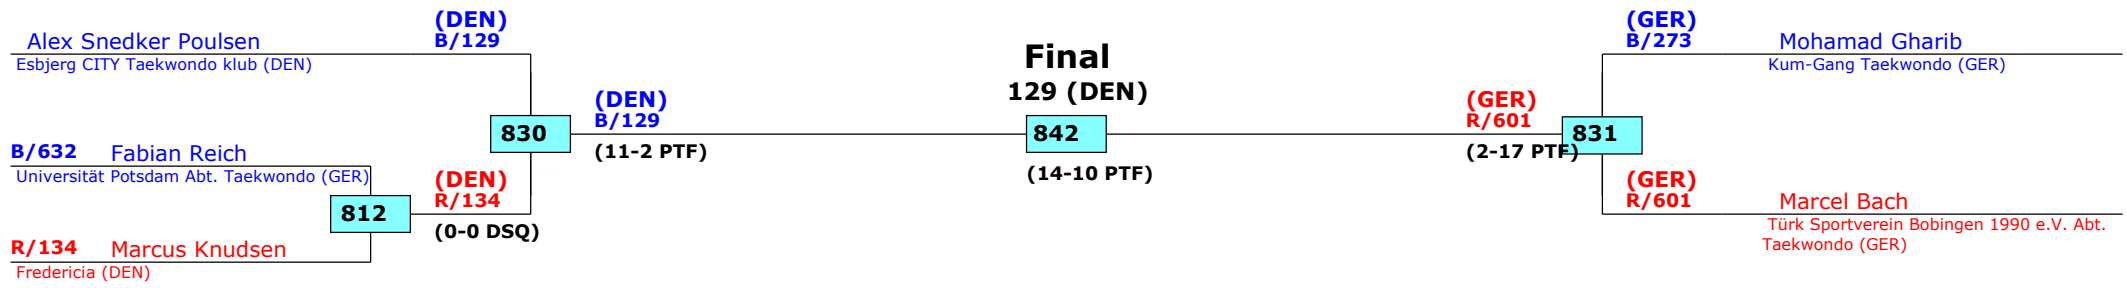 (DEN)
B/129
Alex Snedker Poulsen
Esbjerg CITY Taekwondo klub (DEN)
B/632 Fabian Reich
Universität Potsdam Abt. Taekwondo (GER)
812
R/134 Marcus Knudsen
Fredericia (DEN)
(DEN)
R/134
(0-0 DSQ)
830
(DEN)
B/129
(11-2 PTF)
Final
129 (DEN)
842
(14-10 PTF)
(GER)
R/601
(2-17 PTF)
831
(GER)
B/273
Mohamad Gharib
Kum-Gang Taekwondo (GER)
(GER)
R/601
Marcel Bach
Türk Sportverein Bobingen 1990 e.V. Abt.
Taekwondo (GER)